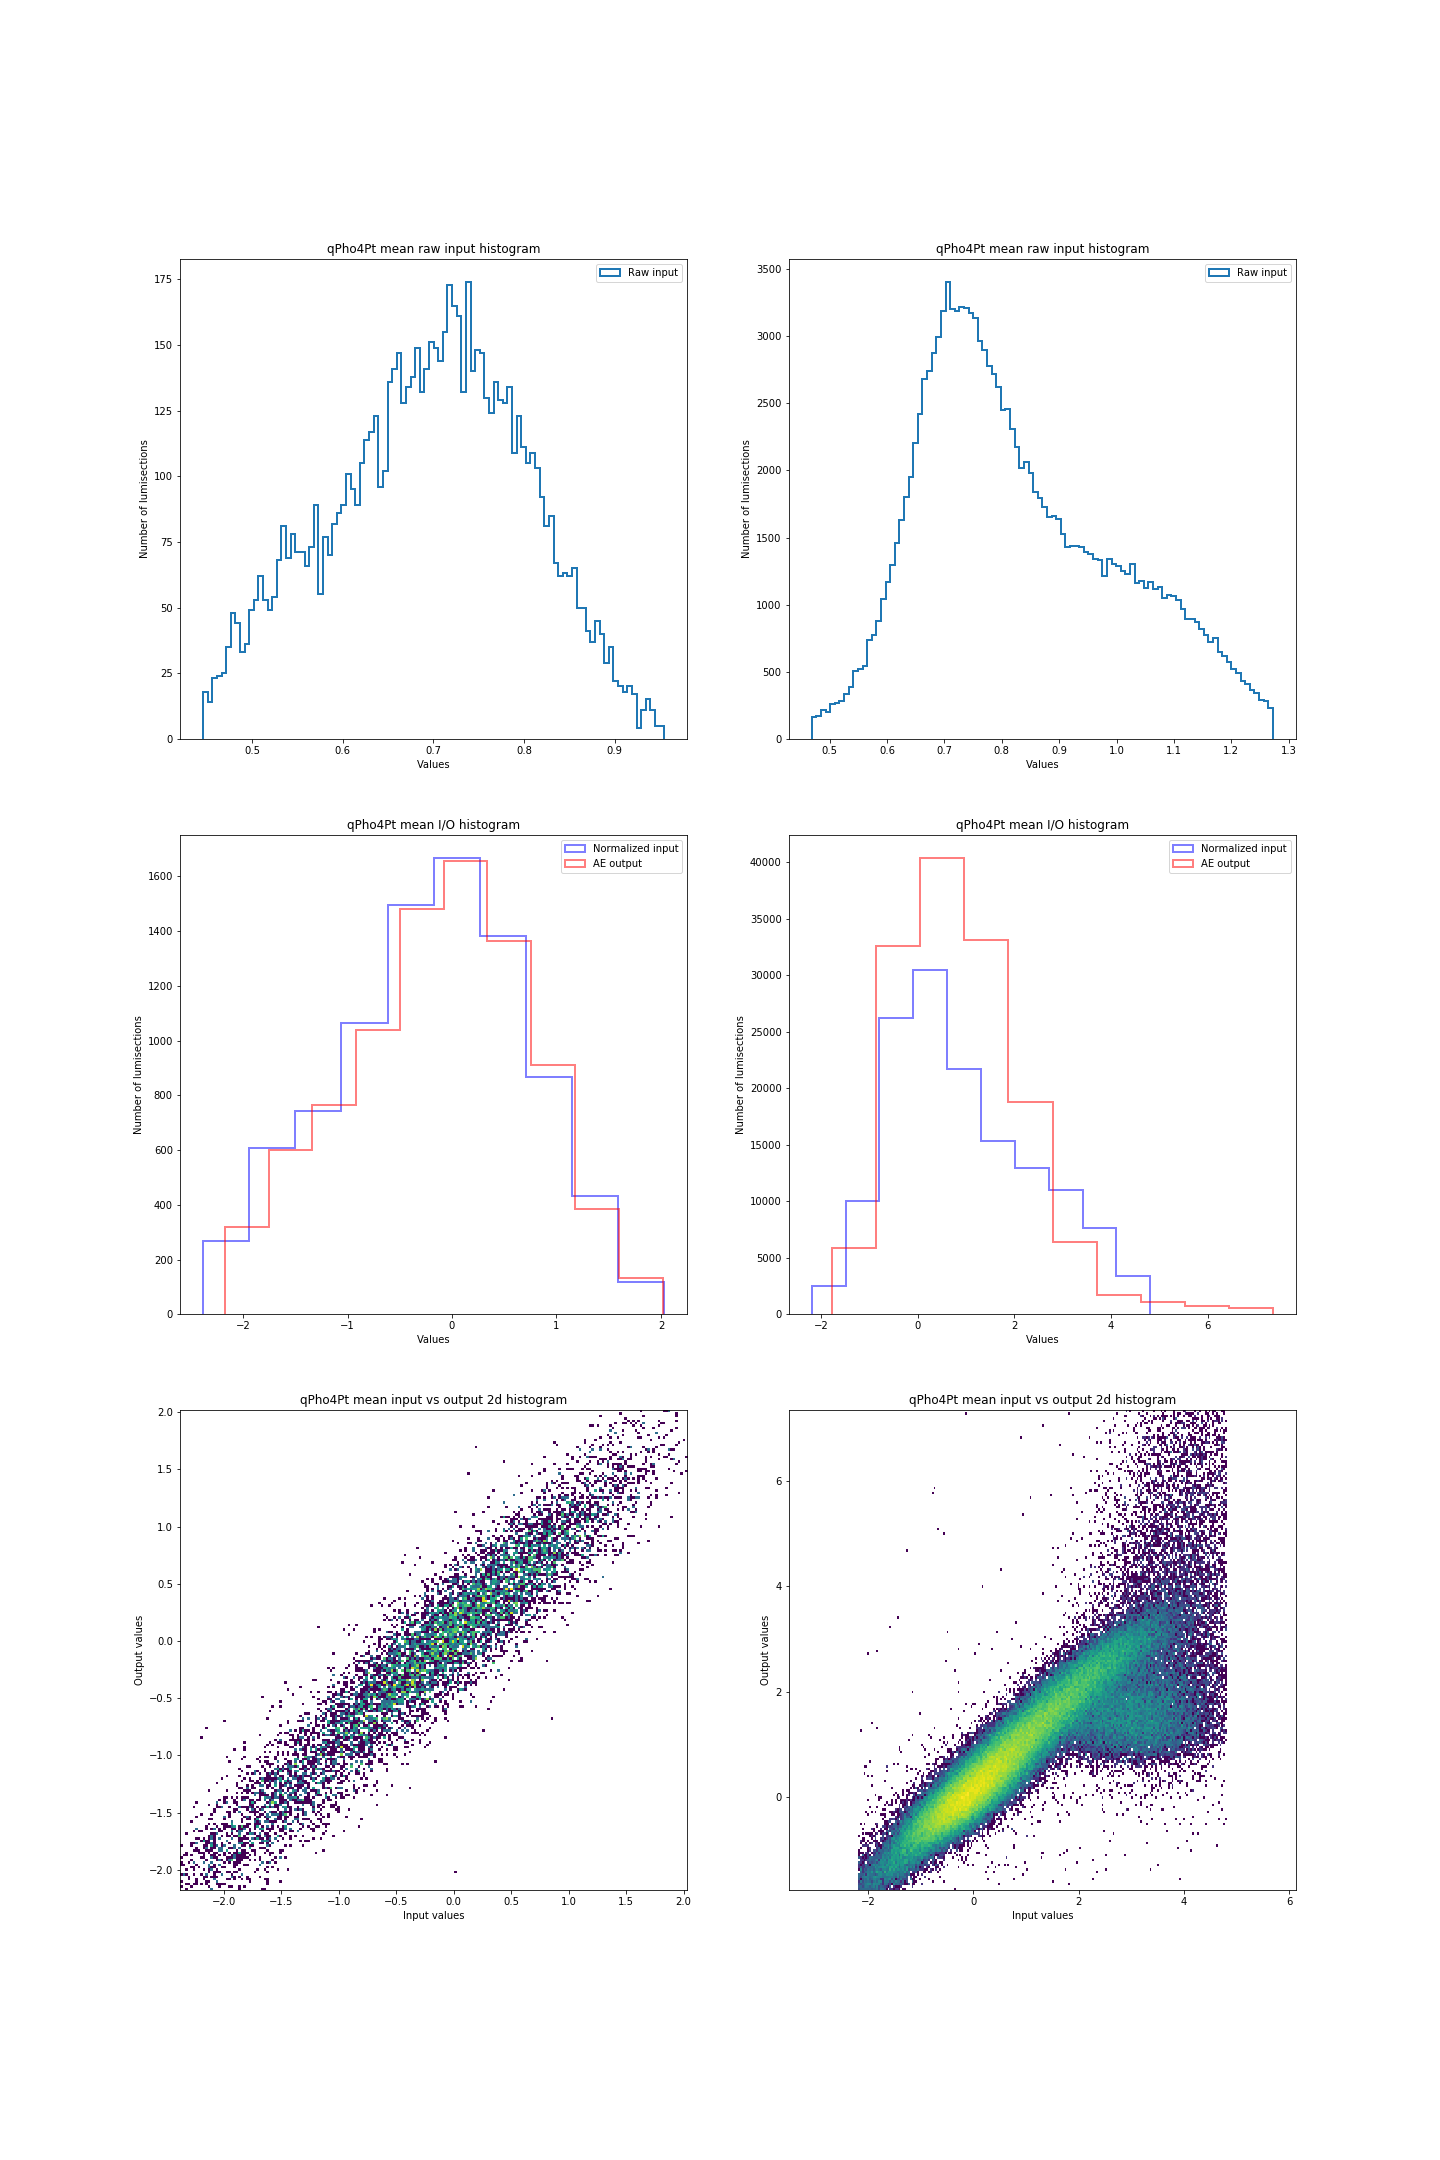 qPho4Pt mean raw input histogram
Raw input
175
150
125
100
75
50
25
0
Number of lumisections
0.5 0.6 0.7 0.8 0.9
Values
qPho4Pt mean raw input histogram
Raw input
3500
3000
2500
2000
1500
1000
500
0
Number of lumisections
0.5 0.6 0.7 0.8 0.9 1.0 1.1 1.2 1.3
Values
qPho4Pt mean I/O histogram
Normalized input
AE output
1600
1400
1200
1000
800
600
400
200
0
Number of lumisections
−2 −1 0 1 2
Values
qPho4Pt mean I/O histogram
Normalized input
AE output
40000
35000
30000
25000
20000
15000
10000
5000
0
Number of lumisections
−2 0 2 4 6
Values
qPho4Pt mean input vs output 2d histogram
2.0
1.5
1.0
0.5
0.0
−0.5
−1.0
−1.5
−2.0
Output values
−2.0 −1.5 −1.0 −0.5 0.0 0.5 1.0 1.5 2.0
Input values
qPho4Pt mean input vs output 2d histogram
6
4
2
0
Output values
−2 0 2 4 6
Input values